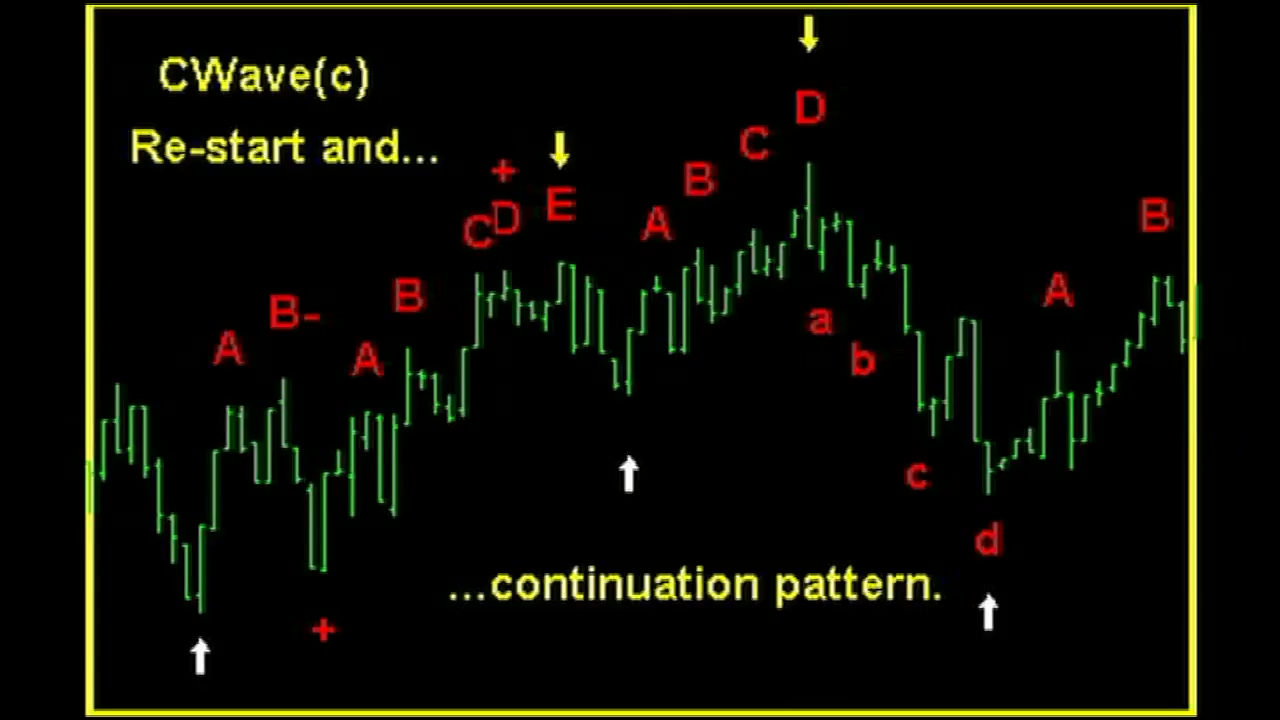 CWave(c)
Re-start and...
D
C
+
B
E
D
A
C
B
A
B
B-
A
A
a
b
c
d
...continuation pattern.
+